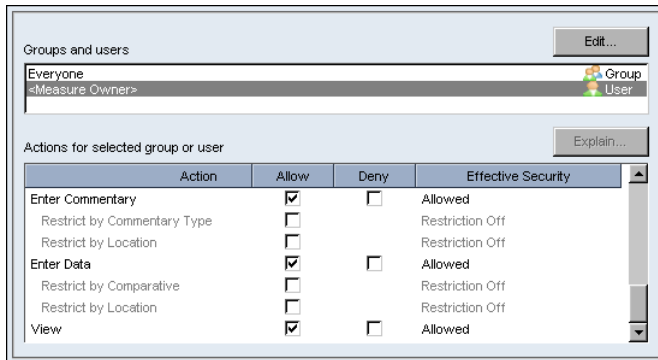 Edit...
Groups and users
Everyone Group
<Measure Owner> User
Explain...
Actions for selected group or user
Action Allow Deny Effective Security
Enter Commentary Allowed
Restrict by Commentary Type Restriction Off
Restrict by Location Restriction Off
Enter Data Allowed
Restrict by Comparative Restriction Off
Restrict by Location Restriction Off
View Allowed